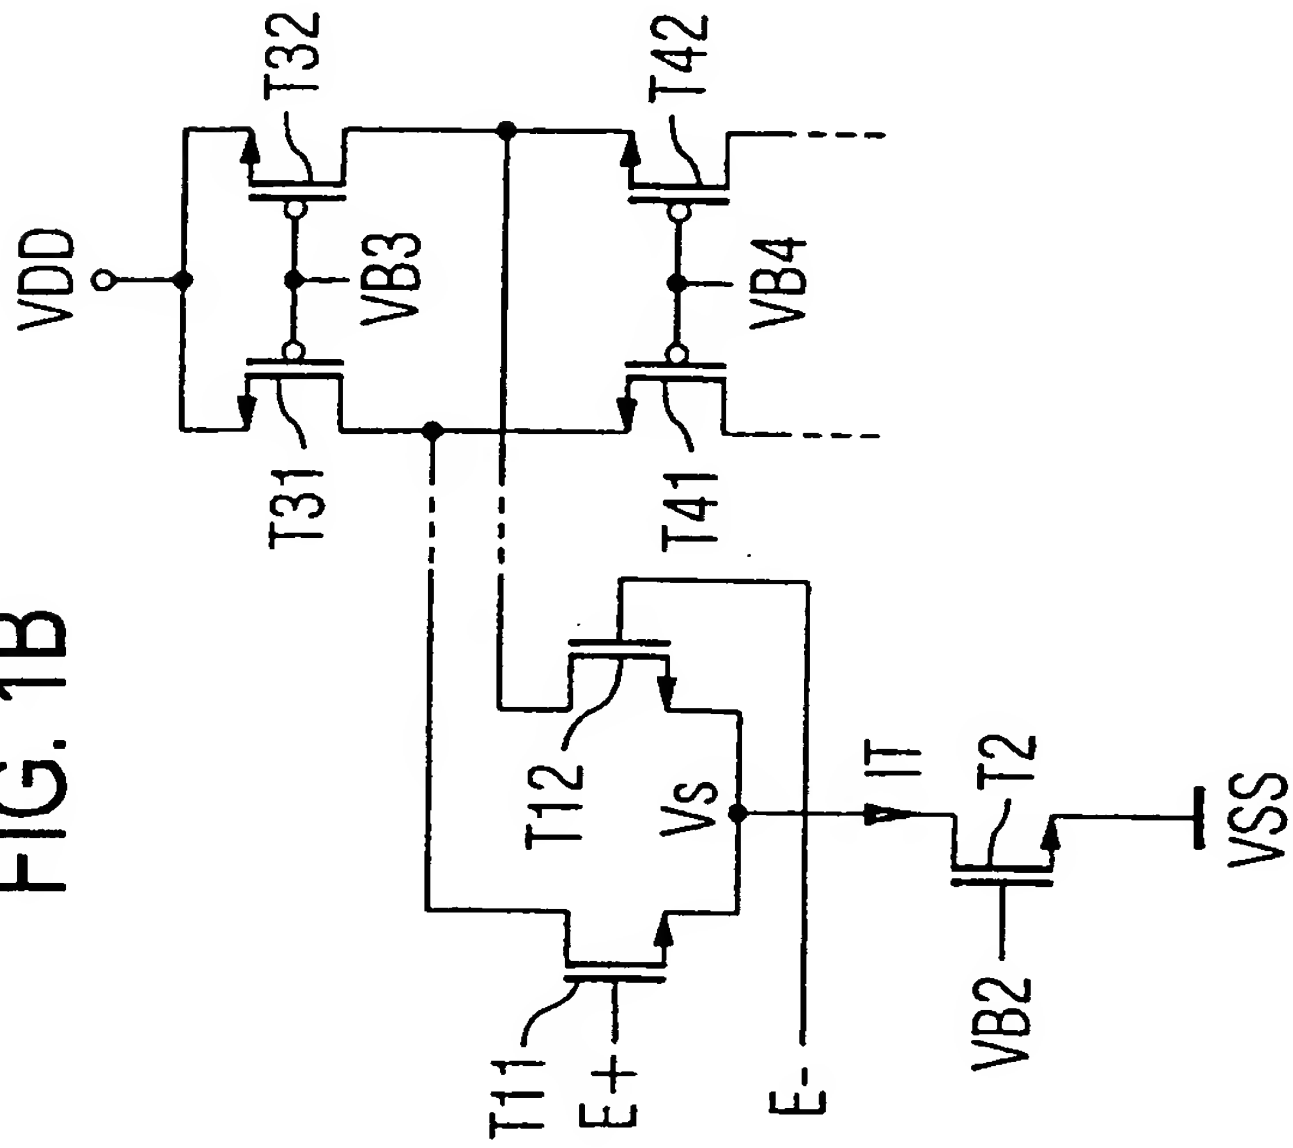 FIG. 1B
VDD
T31
T32
VB3
T41
T42
VB4
T11
T12
E+
E-
Vs
IT
T2
VB2
VSS